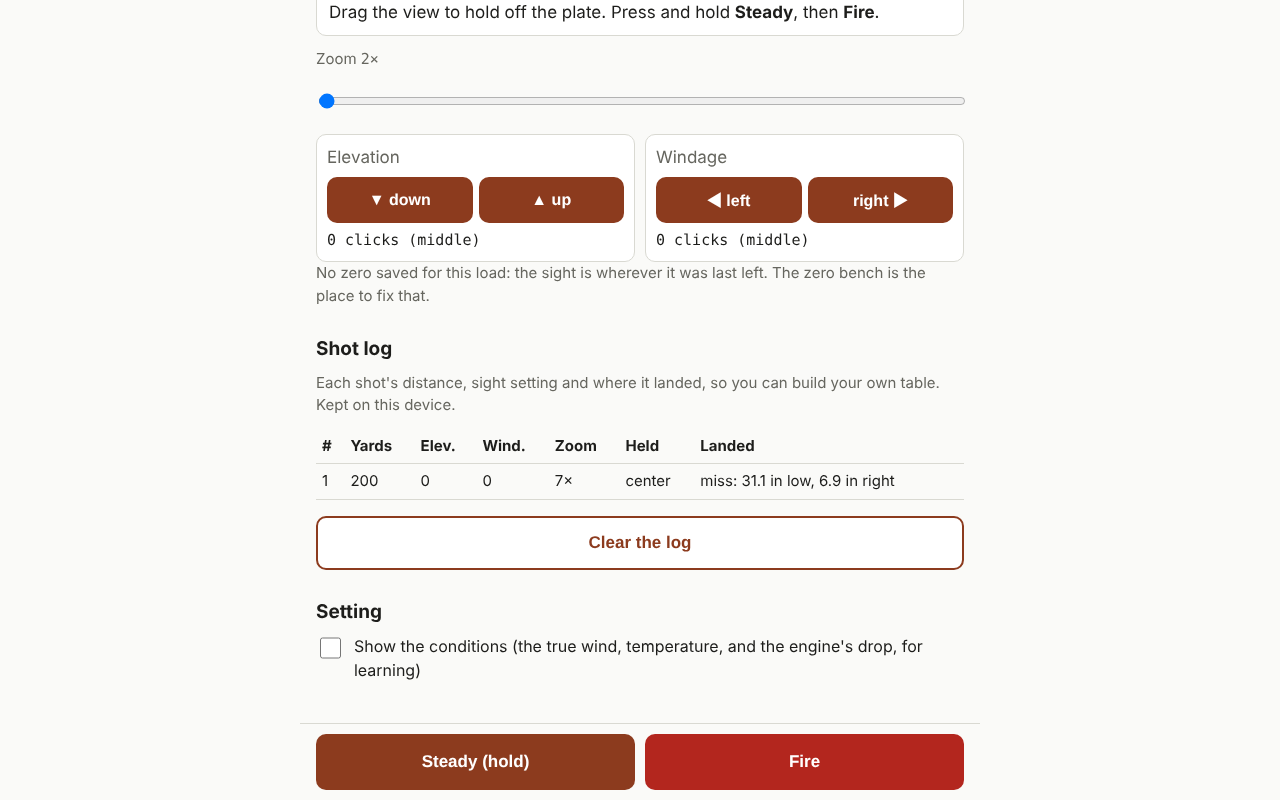 Drag the view to hold off the plate. Press and hold Steady, then Fire.
Zoom 2×
Elevation
▼ down
▲ up
0 clicks (middle)
Windage
◀ left
right ▶
0 clicks (middle)
No zero saved for this load: the sight is wherever it was last left. The zero bench is the
place to fix that.
Shot log
Each shot's distance, sight setting and where it landed, so you can build your own table.
Kept on this device.
# Yards Elev. Wind. Zoom Held Landed
1 200 0 0 7× center miss: 31.1 in low, 6.9 in right
Clear the log
Setting
Show the conditions (the true wind, temperature, and the engine's drop, for
learning)
Steady (hold)
Fire